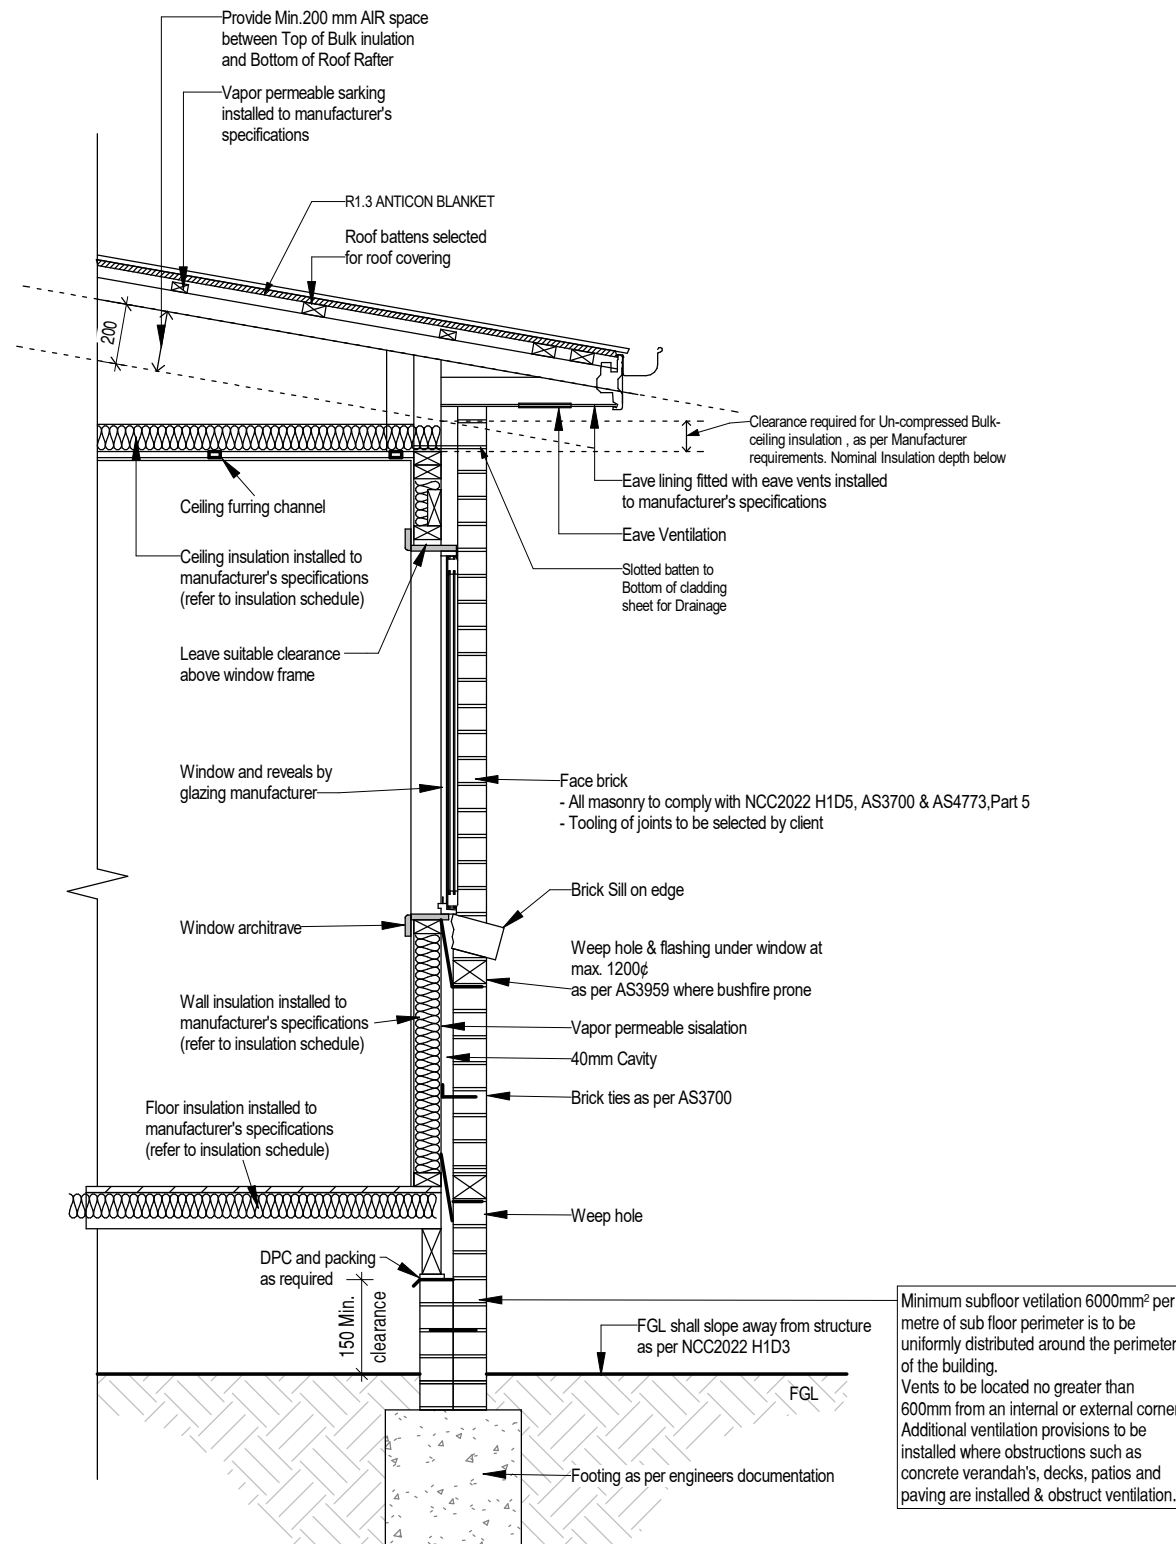 Provide Min.200 mm AIR space
between Top of Bulk inulation
and Bottom of Roof Rafter
Vapor permeable sarking
installed to manufacturer's
specifications
R1.3 ANTICON BLANKET
Roof battens selected
for roof covering
200
Clearance required for Un-compressed Bulk-
ceiling insulation , as per Manufacturer
requirements. Nominal Insulation depth below
Eave lining fitted with eave vents installed
to manufacturer's specifications
Ceiling furring channel
Eave Ventilation
Ceiling insulation installed to
manufacturer's specifications
(refer to insulation schedule)
Slotted batten to
Bottom of cladding
sheet for Drainage
Leave suitable clearance
above window frame
Window and reveals by
glazing manufacturer
Face brick
- All masonry to comply with NCC2022 H1D5, AS3700 & AS4773,Part 5
- Tooling of joints to be selected by client
Brick Sill on edge
Window architrave
Weep hole & flashing under window at
max. 1200¢
as per AS3959 where bushfire prone
Wall insulation installed to
manufacturer's specifications
(refer to insulation schedule)
Vapor permeable sisalation
40mm Cavity
Brick ties as per AS3700
Floor insulation installed to
manufacturer's specifications
(refer to insulation schedule)
Weep hole
DPC and packing
as required
150 Min.
clearance
FGL shall slope away from structure
as per NCC2022 H1D3
FGL
Minimum subfloor vetilation 6000mm² per
metre of sub floor perimeter is to be
uniformly distributed around the perimeter
of the building.
Vents to be located no greater than
600mm from an internal or external corner
Additional ventilation provisions to be
installed where obstructions such as
concrete verandah's, decks, patios and
paving are installed & obstruct ventilation.
Footing as per engineers documentation